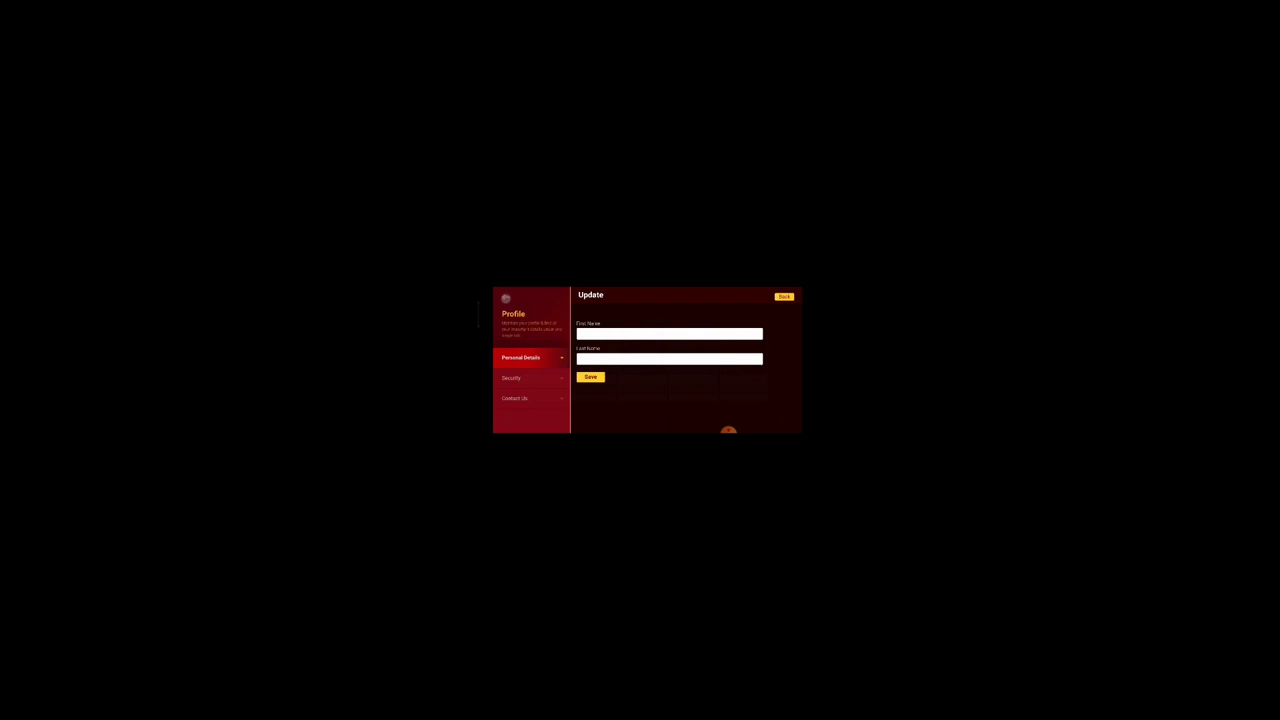 Profile
Personal Details
Security
Contact Us
Update
Back
First Name
Last Name
Save